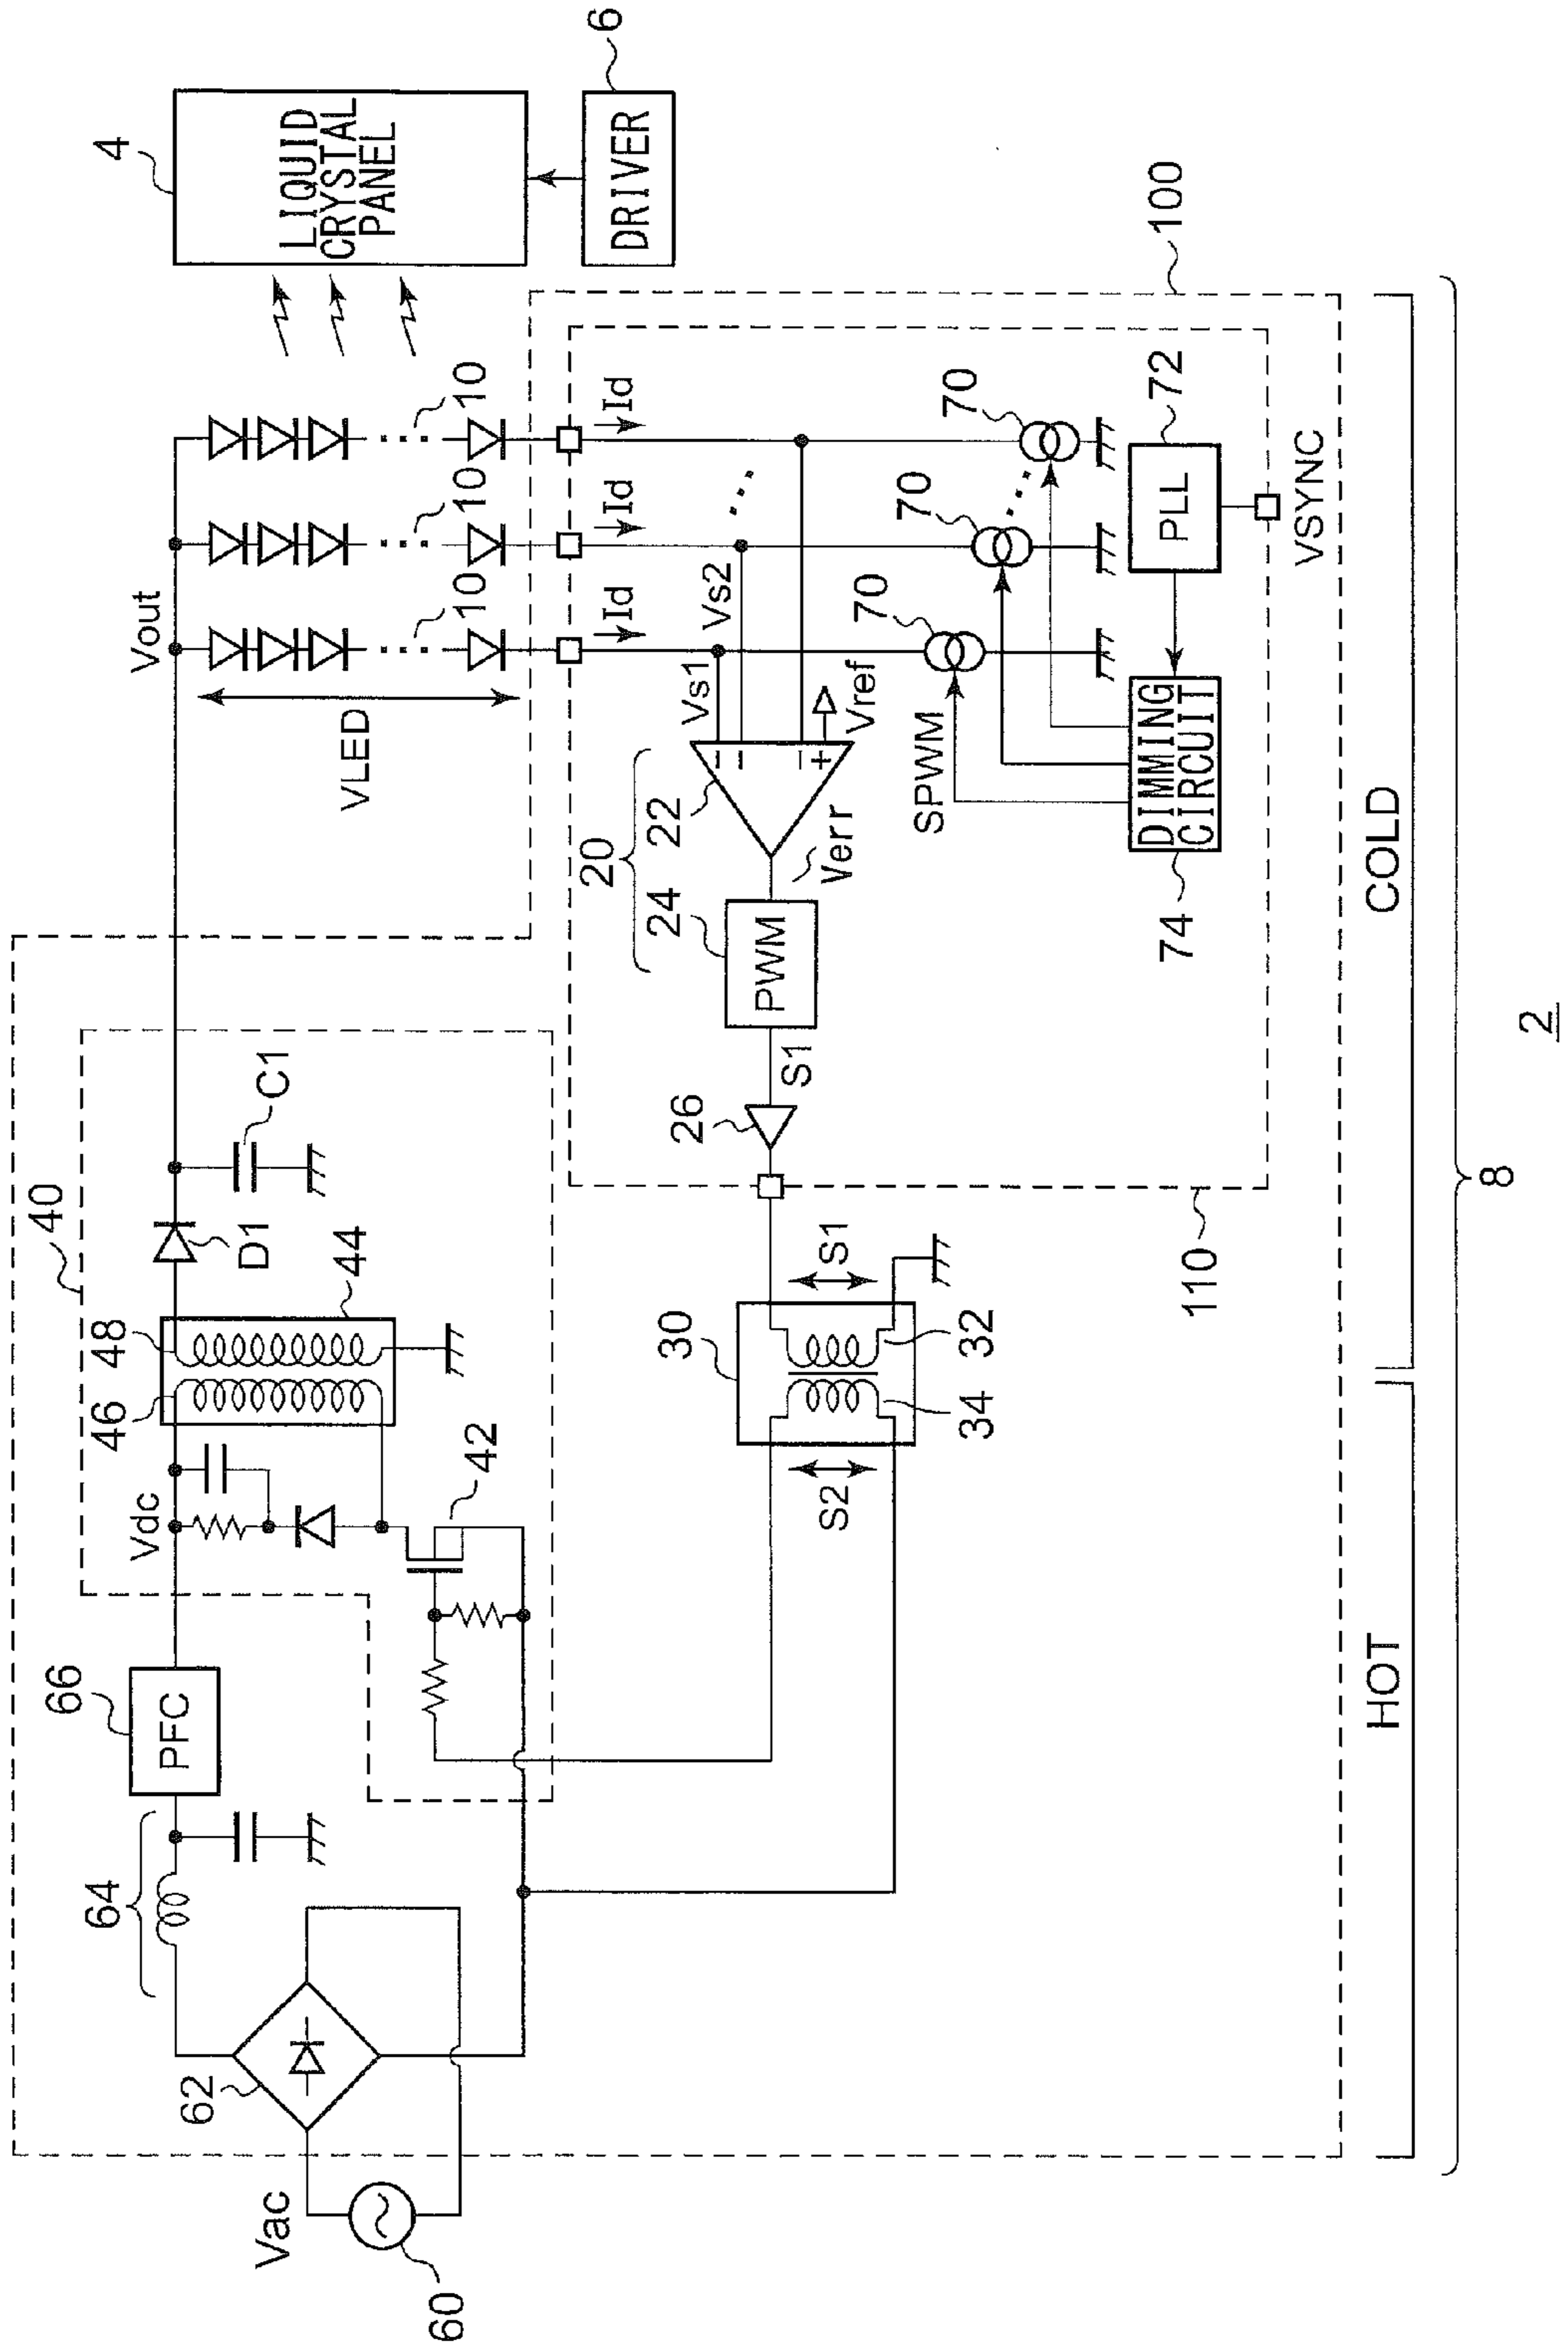 2
8
HOT
COLD
100
110
40
Vac
60
62
64
66
PFC
Vdc
46
48
44
42
D1
C1
Vout
VLED
10
10
10
4
LIQUID
CRYSTAL
PANEL
6
DRIVER
Id
Id
Id
Vs1
Vs2
Vref
20
22
24
PWM
Verr
S1
26
30
S1
S2
32
34
70
70
70
SPWM
72
PLL
VSYNC
74
DIMMING
CIRCUIT
−
−
−
+